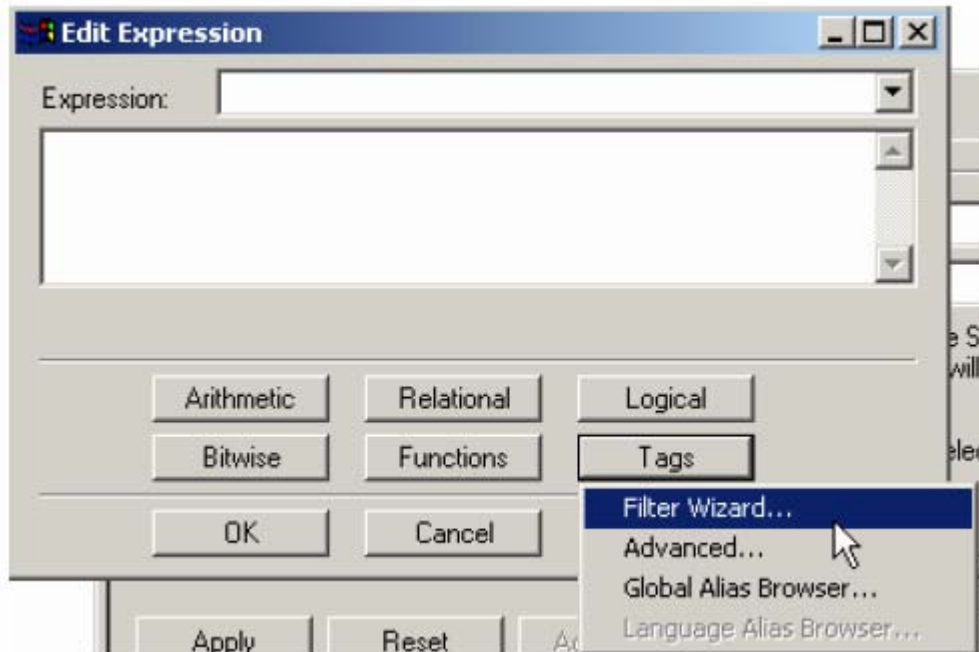 Edit Expression
Expression:
Arithmetic Relational Logical
Bitwise Functions Tags
OK Cancel
Filter Wizard...
Advanced...
Global Alias Browser...
Language Alias Browser...
Apply Reset
will